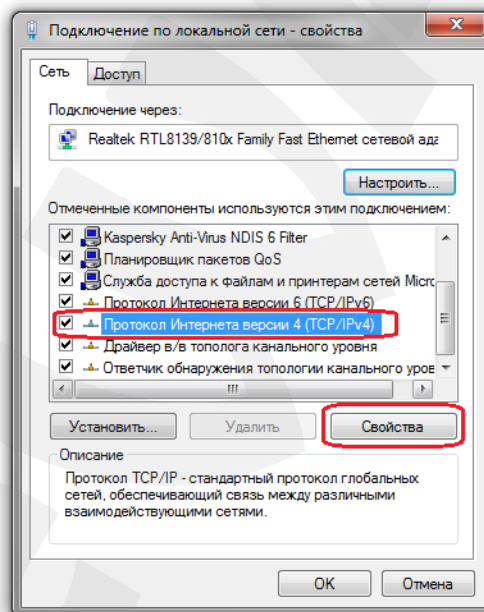 Подключение по локальной сети - свойства
Сеть Доступ
Подключение через:
Realtek RTL8139/810x Family Fast Ethernet сетевой ада
Настроить...
Отмеченные компоненты используются этим подключением:
Kaspersky Anti-Virus NDIS 6 Filter
Планировщик пакетов QoS
Служба доступа к файлам и принтерам сетей Micro
Протокол Интернета версии 6 (TCP/IPv6)
Протокол Интернета версии 4 (TCP/IPv4)
Драйвер в/в тополога канального уровня
Ответчик обнаружения топологии канального уров
Установить... Удалить Свойства
Описание
Протокол TCP/IP - стандартный протокол глобальных
сетей, обеспечивающий связь между различными
взаимодействующими сетями.
ОК Отмена